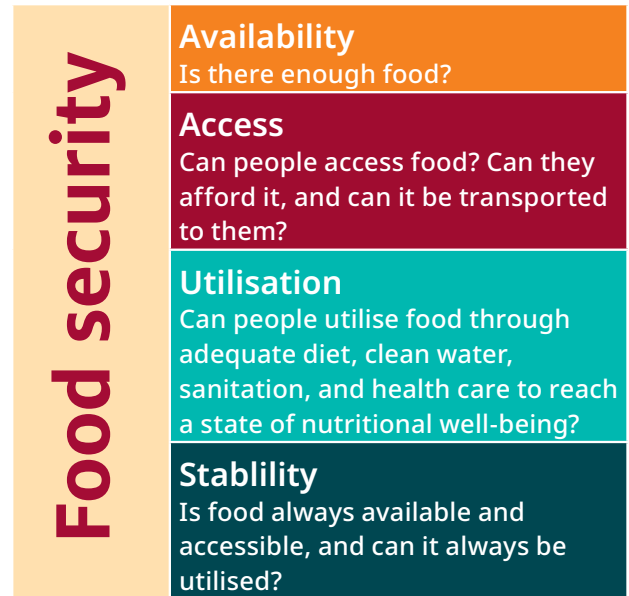 Food security
Availability
Is there enough food?
Access
Can people access food? Can they
afford it, and can it be transported
to them?
Utilisation
Can people utilise food through
adequate diet, clean water,
sanitation, and health care to reach
a state of nutritional well-being?
Stablility
Is food always available and
accessible, and can it always be
utilised?